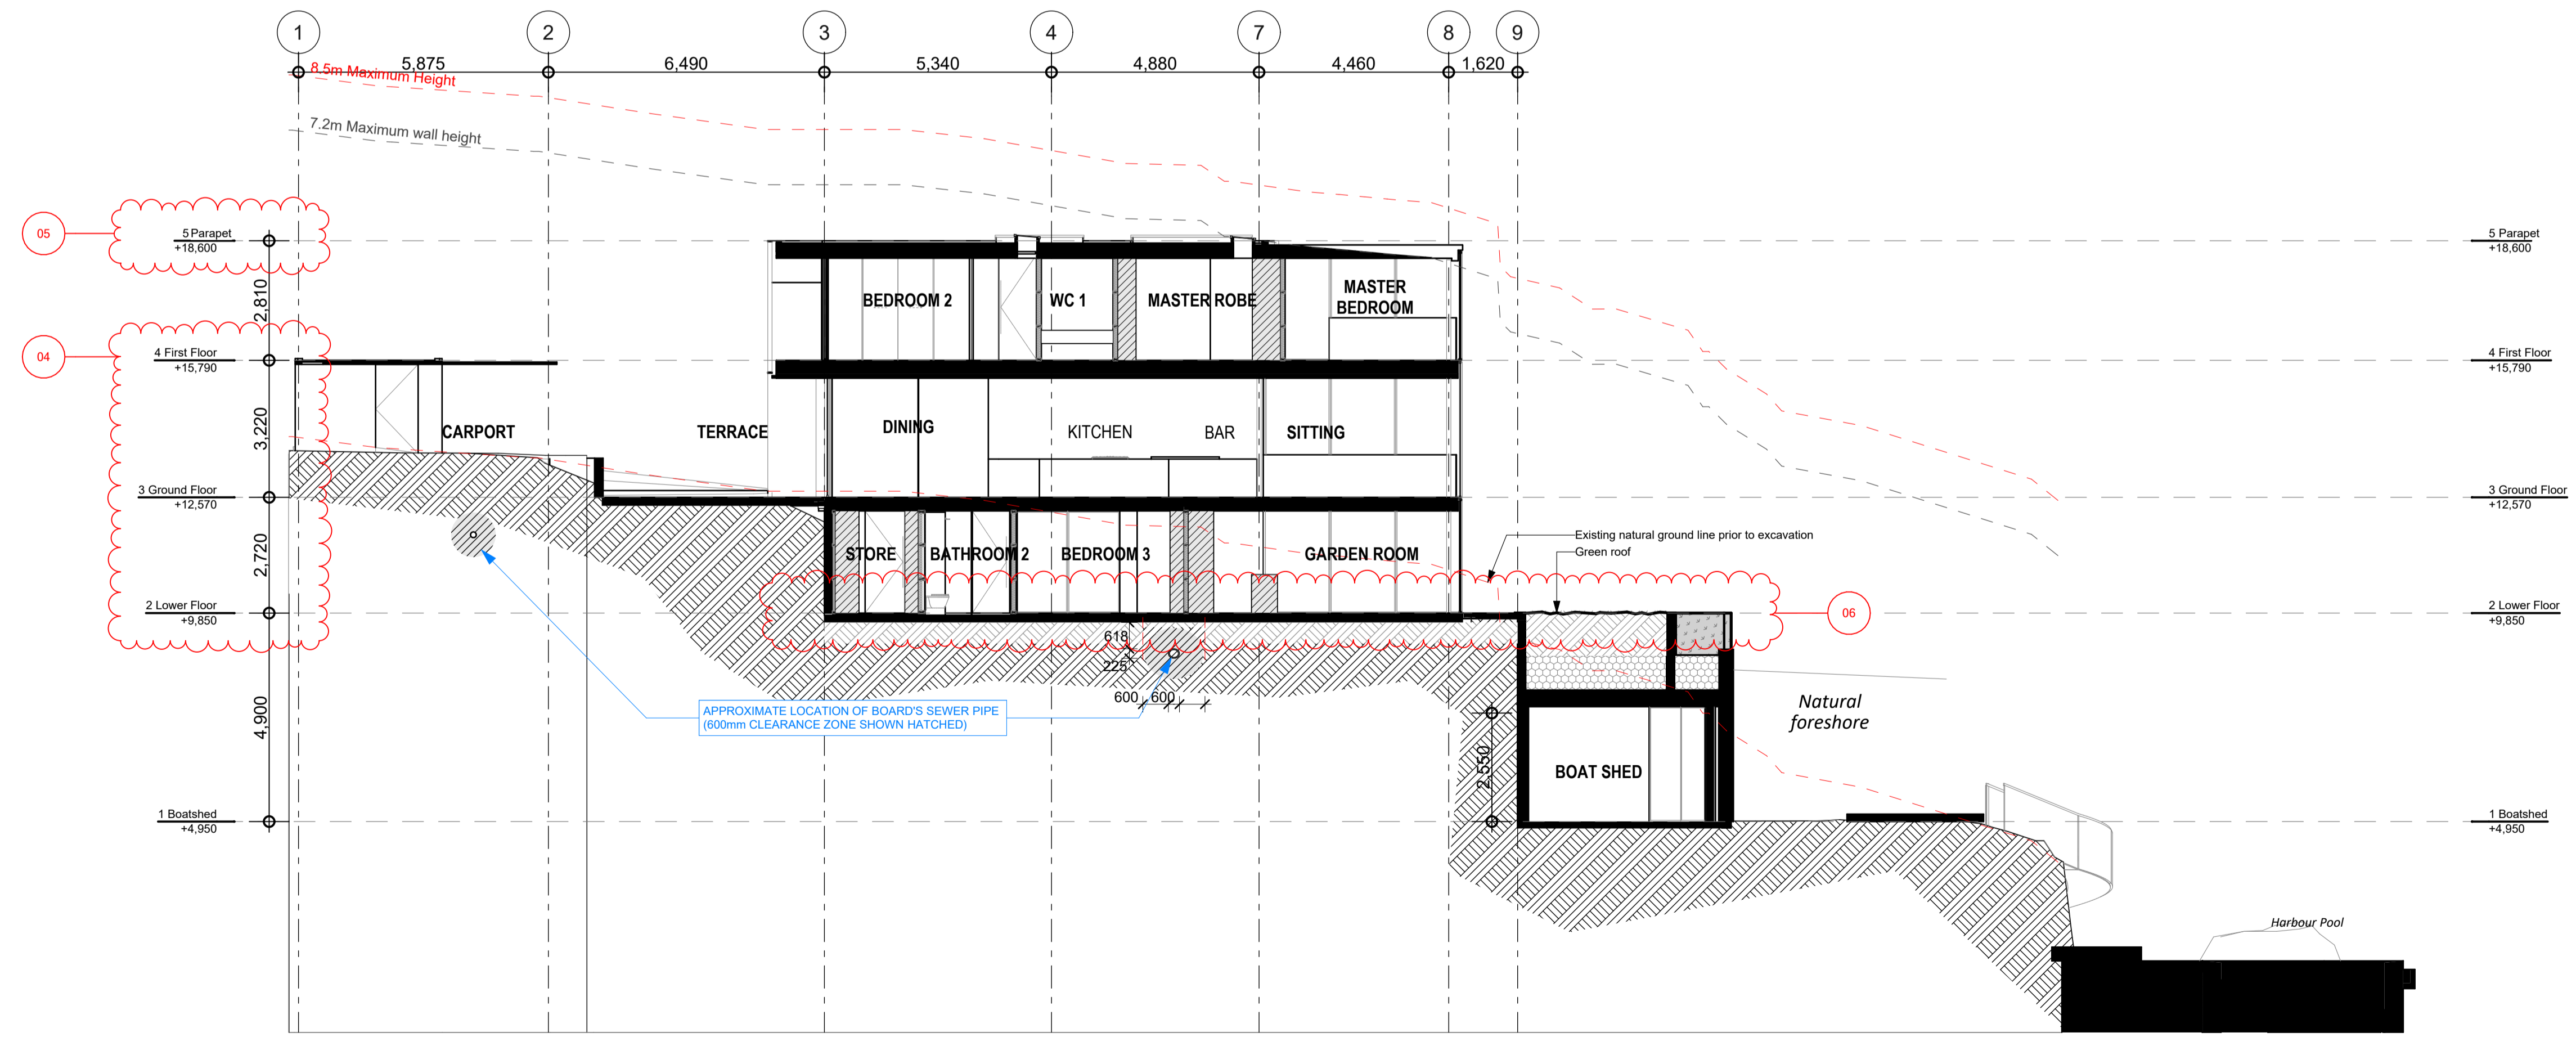 1 2 3 4 7 8 9
5,875 6,490 5,340 4,880 4,460 1,620
8.5m Maximum Height
7.2m Maximum wall height
05
5 Parapet
+18,600
5 Parapet
+18,600
2,810
BEDROOM 2
WC 1
MASTER ROBE
MASTER
BEDROOM
04
4 First Floor
+15,790
4 First Floor
+15,790
3,220
CARPORT
TERRACE
DINING
KITCHEN
BAR
SITTING
3 Ground Floor
+12,570
3 Ground Floor
+12,570
2,720
STORE
BATHROOM 2
BEDROOM 3
GARDEN ROOM
Existing natural ground line prior to excavation
Green roof
2 Lower Floor
+9,850
06
2 Lower Floor
+9,850
618
225
600 600
4,900
APPROXIMATE LOCATION OF BOARD'S SEWER PIPE
(600mm CLEARANCE ZONE SHOWN HATCHED)
Natural
foreshore
2,550
BOAT SHED
1 Boatshed
+4,950
1 Boatshed
+4,950
Harbour Pool